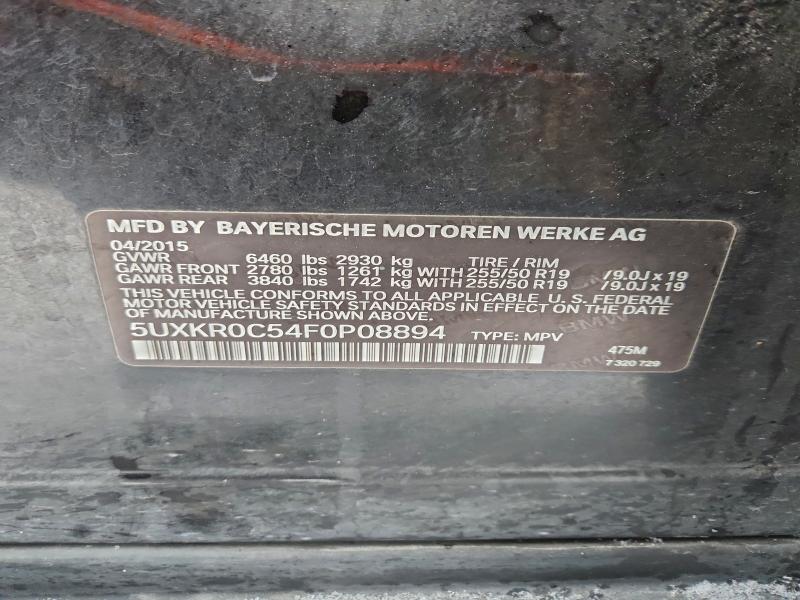 MFD BY BAYERISCHE MOTOREN WERKE AG
04/2015
GVWR 6460 lbs 2930 kg TIRE / RIM
GAWR FRONT 2780 lbs 1261 kg WITH 255/50 R19 /9.0J x 19
GAWR REAR 3840 lbs 1742 kg WITH 255/50 R19 /9.0J x 19
THIS VEHICLE CONFORMS TO ALL APPLICABLE U. S. FEDERAL
MOTOR VEHICLE SAFETY STANDARDS IN EFFECT ON THE DATE
OF MANUFACTURE SHOWN ABOVE.
5UXKR0C54F0P08894 TYPE: MPV
475M
7 320 729